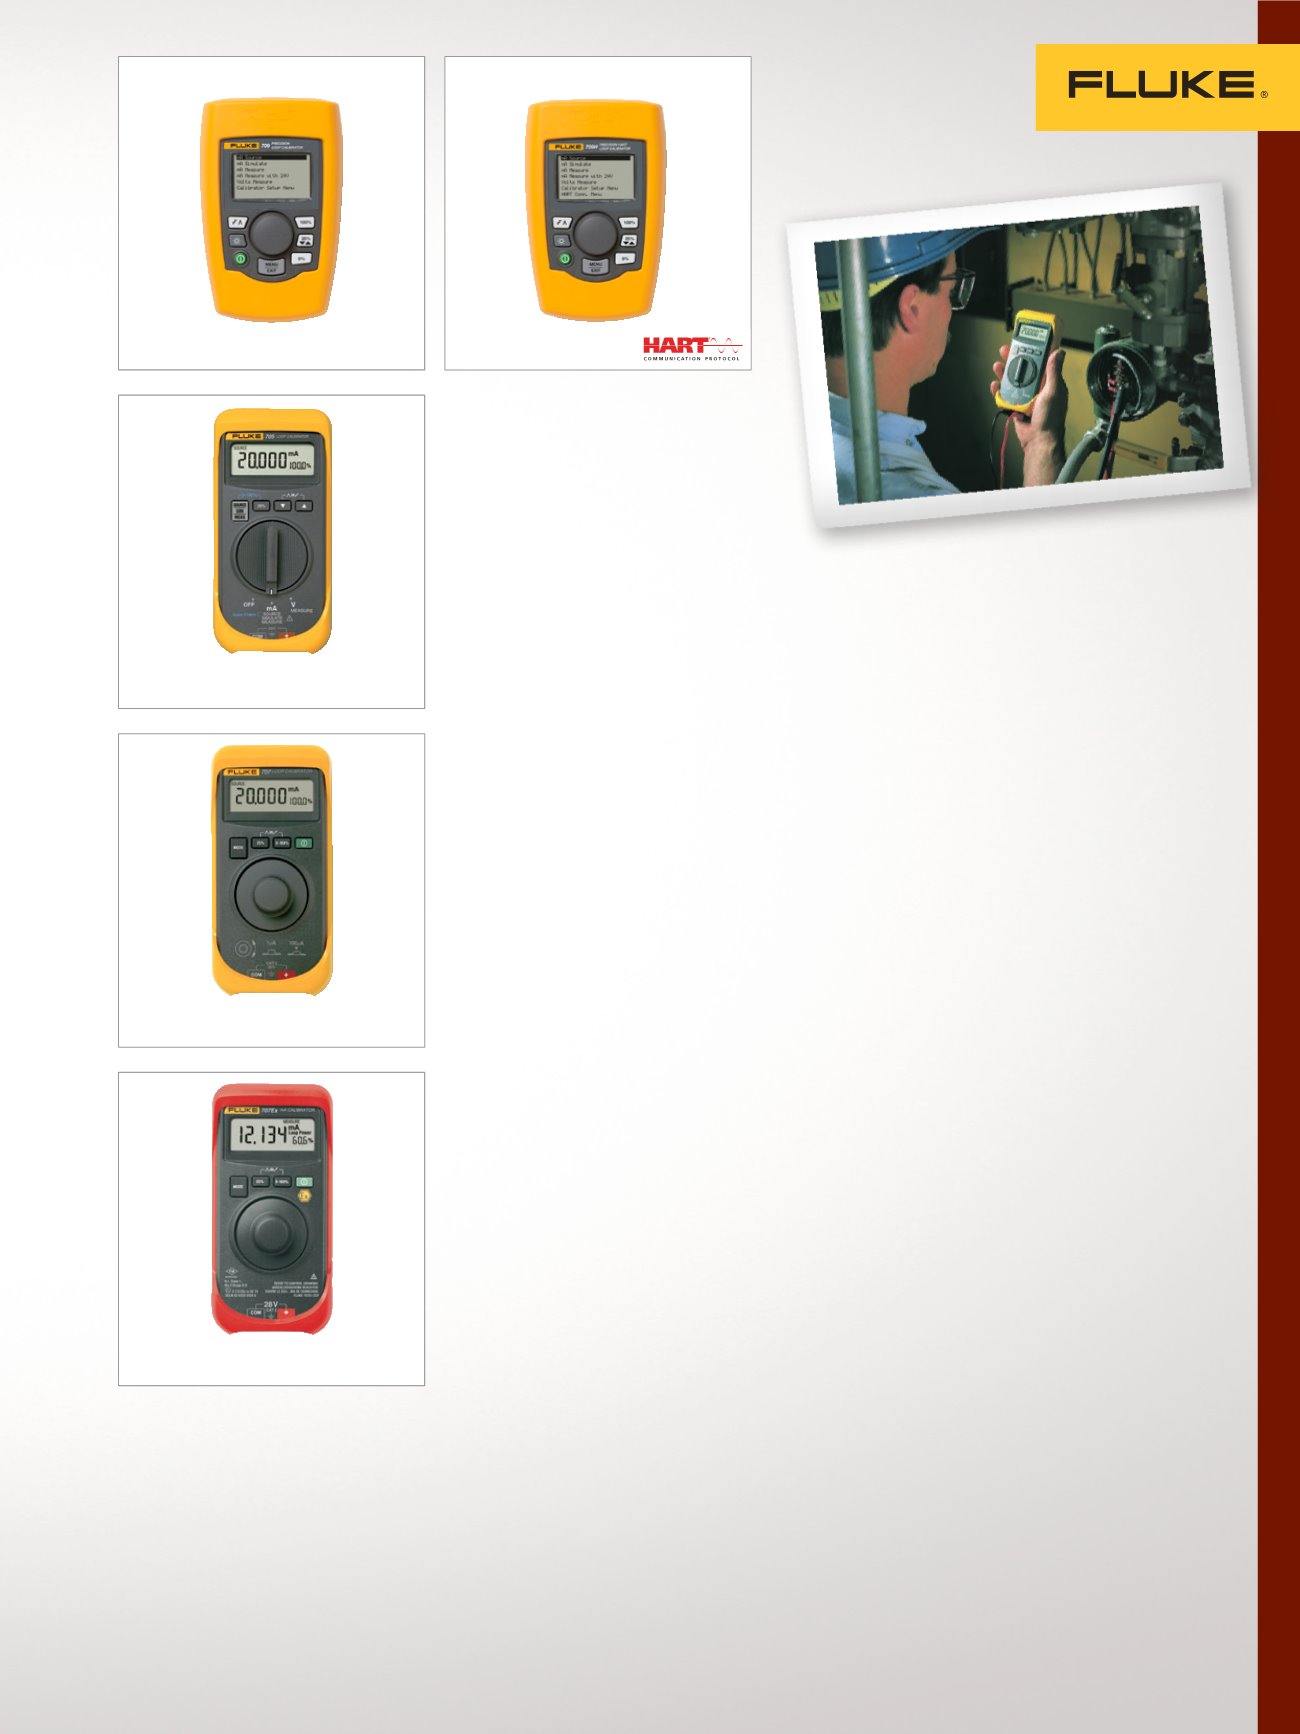 FLUKE®
FLUKE 709 PRECISION
LOOP CALIBRATOR
mA Source
mA Simulate
mA Measure
mA Measure with 24V
Volts Measure
Calibrator Setup Menu
100%
25%
0%
MENU
EXIT
FLUKE 709H PRECISION HART
LOOP CALIBRATOR
mA Source
mA Simulate
mA Measure
mA Measure with 24V
Volts Measure
Calibrator Setup Menu
HART Comm. Menu
100%
25%
0%
MENU
EXIT
HART
COMMUNICATION PROTOCOL
FLUKE 705 LOOP CALIBRATOR
SOURCE
20.000 mA
100.0%
25%
OFF
mA
V
MEASURE
SOURCE
SIMULATE
MEASURE
COM
+
FLUKE 707 LOOP CALIBRATOR
SOURCE
20.000 mA
100.0%
MODE
25%
0-100%
1µA
100µA
COM
+
FLUKE 707Ex mA CALIBRATOR
MEASURE
12.134 mA
Loop Power
60.6%
MODE
25%
0-100%
28V
COM
+